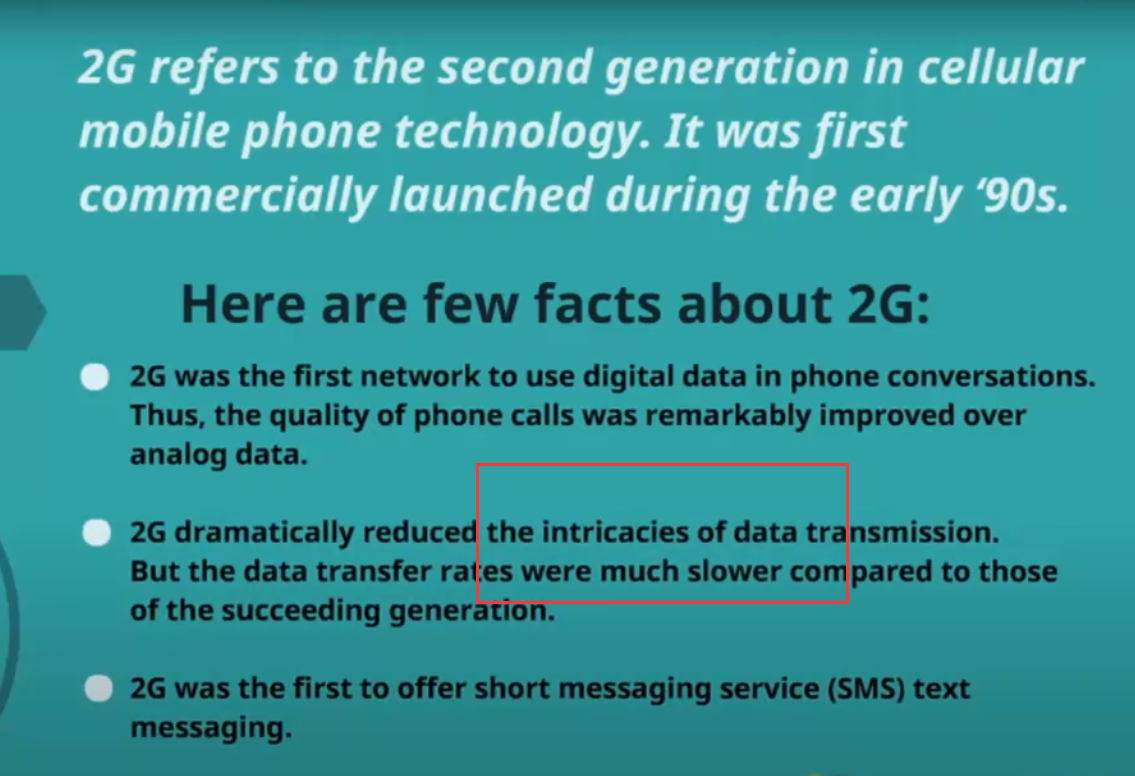 2G refers to the second generation in cellular
mobile phone technology. It was first
commercially launched during the early ‘90s.
Here are few facts about 2G:
2G was the first network to use digital data in phone conversations.
Thus, the quality of phone calls was remarkably improved over
analog data.
2G dramatically reduced the intricacies of data transmission.
But the data transfer rates were much slower compared to those
of the succeeding generation.
2G was the first to offer short messaging service (SMS) text
messaging.